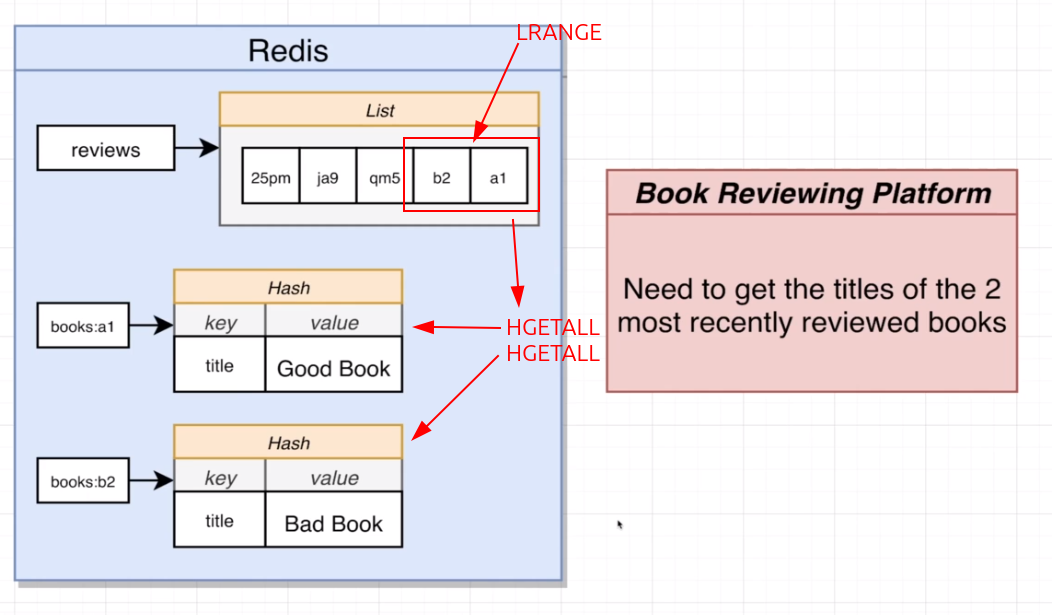 LRANGE
Redis
List
reviews
25pm ja9 qm5 b2 a1
Book Reviewing Platform
Need to get the titles of the 2
most recently reviewed books
Hash
books:a1
key value
title Good Book
HGETALL
HGETALL
Hash
books:b2
key value
title Bad Book